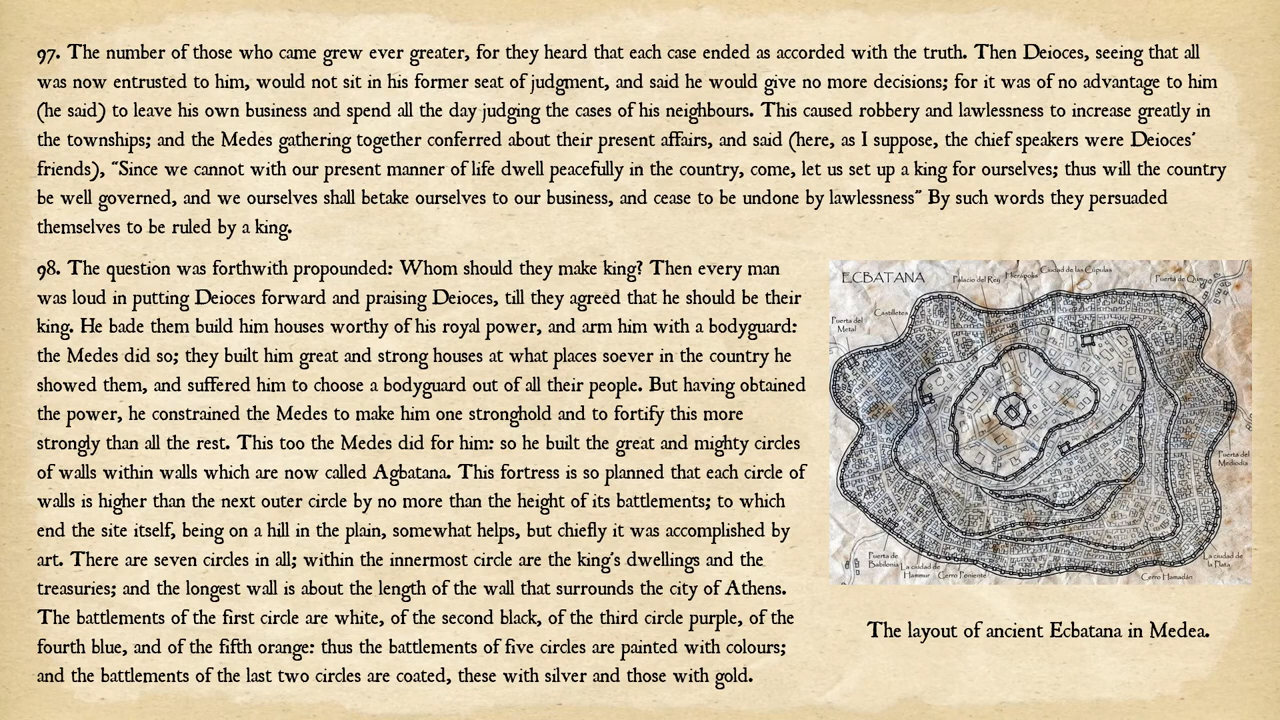 97. The number of those who came grew ever greater, for they heard that each case ended as accorded with the truth. Then Deioces, seeing that all
was now entrusted to him, would not sit in his former seat of judgment, and said he would give no more decisions; for it was of no advantage to him
(he said) to leave his own business and spend all the day judging the cases of his neighbours. This caused robbery and lawlessness to increase greatly in
the townships; and the Medes gathering together conferred about their present affairs, and said (here, as I suppose, the chief speakers were Deioces'
friends), "Since we cannot with our present manner of life dwell peacefully in the country, come, let us set up a king for ourselves; thus will the country
be well governed, and we ourselves shall betake ourselves to our business, and cease to be undone by lawlessness" By such words they persuaded
themselves to be ruled by a king.
98. The question was forthwith propounded: Whom should they make king? Then every man
was loud in putting Deioces forward and praising Deioces, till they agreed that he should be their
king. He bade them build him houses worthy of his royal power, and arm him with a bodyguard:
the Medes did so; they built him great and strong houses at what places soever in the country he
showed them, and suffered him to choose a bodyguard out of all their people. But having obtained
the power, he constrained the Medes to make him one stronghold and to fortify this more
strongly than all the rest. This too the Medes did for him: so he built the great and mighty circles
of walls within walls which are now called Agbatana. This fortress is so planned that each circle of
walls is higher than the next outer circle by no more than the height of its battlements; to which
end the site itself, being on a hill in the plain, somewhat helps, but chiefly it was accomplished by
art. There are seven circles in all; within the innermost circle are the king's dwellings and the
treasuries; and the longest wall is about the length of the wall that surrounds the city of Athens.
The battlements of the first circle are white, of the second black, of the third circle purple, of the
fourth blue, and of the fifth orange: thus the battlements of five circles are painted with colours;
and the battlements of the last two circles are coated, these with silver and those with gold.
ECBATANA
Palacio del Rey
Hierápolis
Ciudad de las Cúpulas
Puerta de Qumy
Castilletes
Puerta del
Metal
Puerta del
Mediodía
Puerta de
Babilonia
La ciudad de
Hammur
Cerro Poniente
Cerro Hamadán
La ciudad de
la Plata
The layout of ancient Ecbatana in Medea.